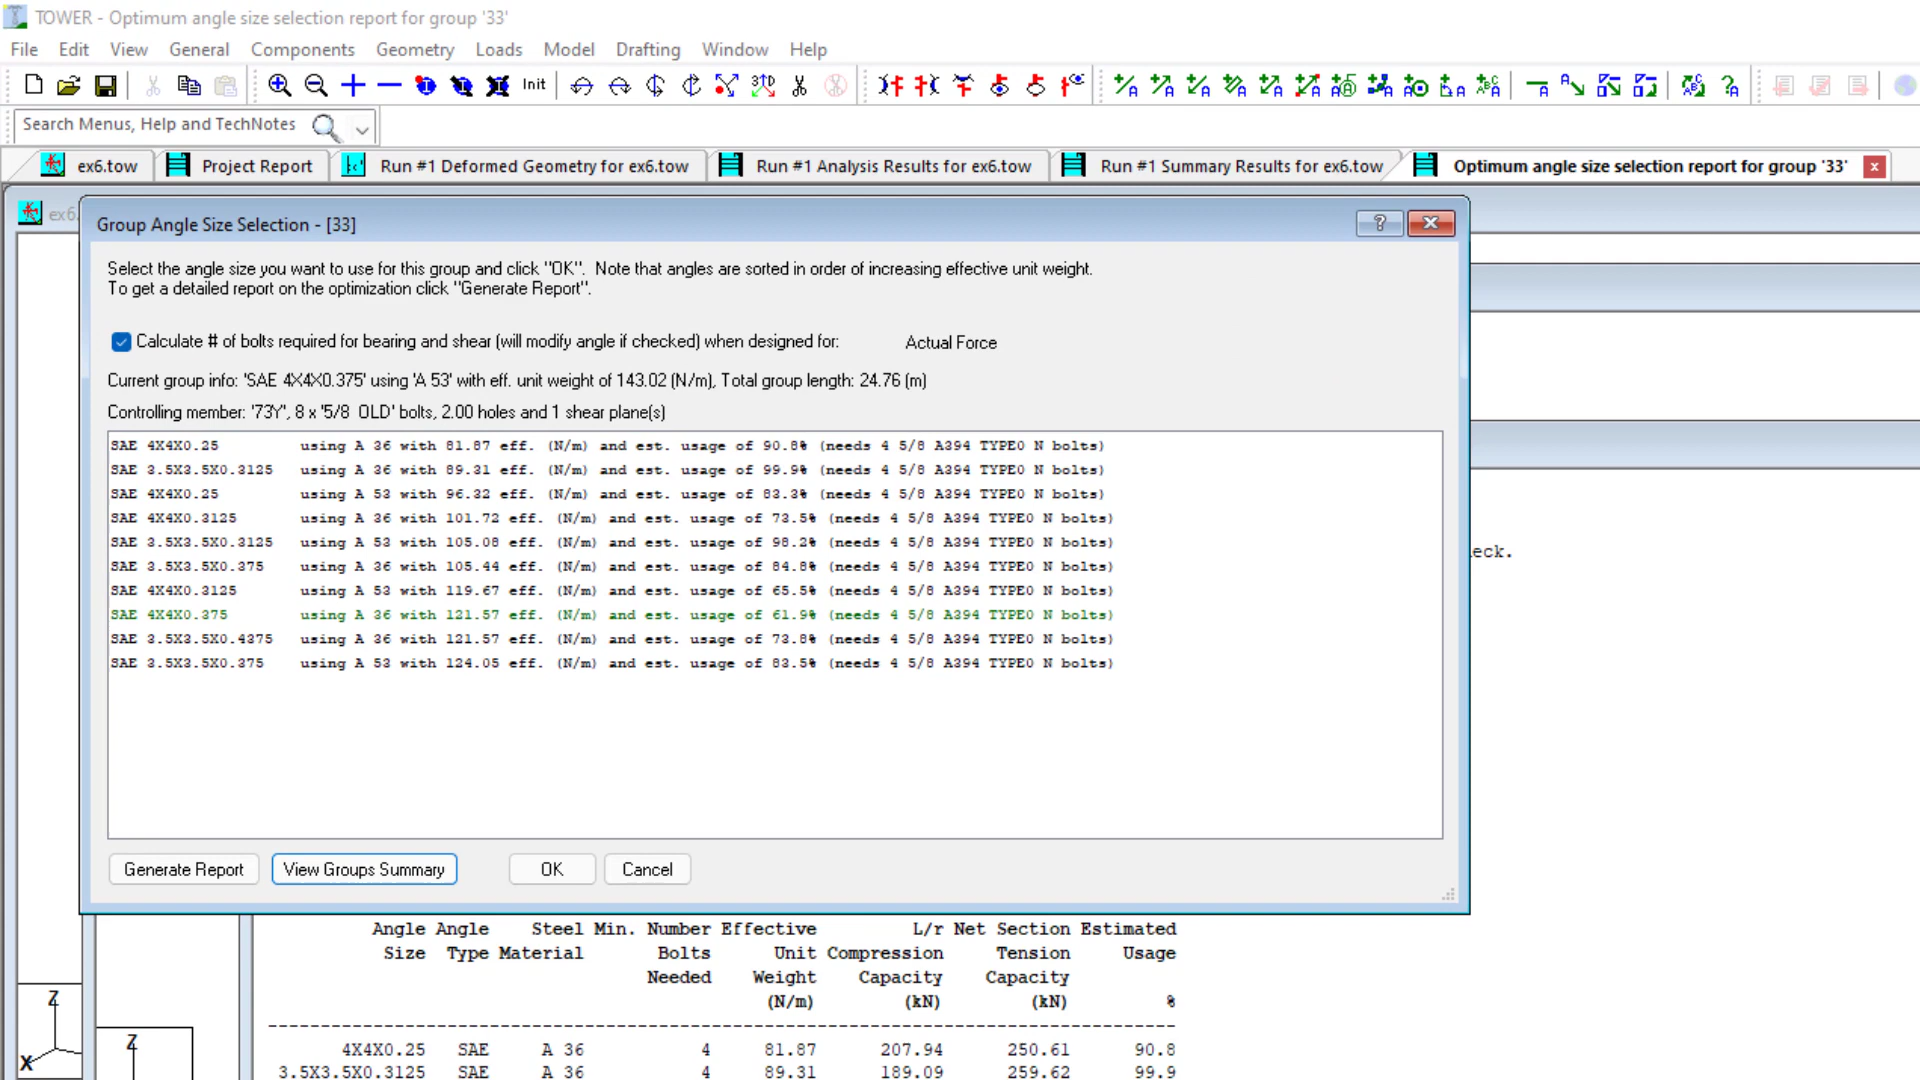 TOWER - Optimum angle size selection report for group '33'
File Edit View General Components Geometry Loads Model Drafting Window Help
Init
Search Menus, Help and TechNotes
ex6.tow Project Report Run #1 Deformed Geometry for ex6.tow Run #1 Analysis Results for ex6.tow Run #1 Summary Results for ex6.tow Optimum angle size selection report for group '33' x
ex6.
Group Angle Size Selection - [33]
Select the angle size you want to use for this group and click "OK". Note that angles are sorted in order of increasing effective unit weight.
To get a detailed report on the optimization click "Generate Report".
Calculate # of bolts required for bearing and shear (will modify angle if checked) when designed for: Actual Force
Current group info: 'SAE 4X4X0.375' using 'A 53' with eff. unit weight of 143.02 (N/m), Total group length: 24.76 (m)
Controlling member: '73Y', 8 x '5/8 OLD' bolts, 2.00 holes and 1 shear plane(s)
SAE 4X4X0.25 using A 36 with 81.87 eff. (N/m) and est. usage of 90.8% (needs 4 5/8 A394 TYPE0 N bolts)
SAE 3.5X3.5X0.3125 using A 36 with 89.31 eff. (N/m) and est. usage of 99.9% (needs 4 5/8 A394 TYPE0 N bolts)
SAE 4X4X0.25 using A 53 with 96.32 eff. (N/m) and est. usage of 83.3% (needs 4 5/8 A394 TYPE0 N bolts)
SAE 4X4X0.3125 using A 36 with 101.72 eff. (N/m) and est. usage of 73.5% (needs 4 5/8 A394 TYPE0 N bolts)
SAE 3.5X3.5X0.3125 using A 53 with 105.08 eff. (N/m) and est. usage of 98.2% (needs 4 5/8 A394 TYPE0 N bolts)
SAE 3.5X3.5X0.375 using A 36 with 105.44 eff. (N/m) and est. usage of 84.8% (needs 4 5/8 A394 TYPE0 N bolts)
SAE 4X4X0.3125 using A 53 with 119.67 eff. (N/m) and est. usage of 65.5% (needs 4 5/8 A394 TYPE0 N bolts)
SAE 4X4X0.375 using A 36 with 121.57 eff. (N/m) and est. usage of 61.9% (needs 4 5/8 A394 TYPE0 N bolts)
SAE 3.5X3.5X0.4375 using A 36 with 121.57 eff. (N/m) and est. usage of 73.8% (needs 4 5/8 A394 TYPE0 N bolts)
SAE 3.5X3.5X0.375 using A 53 with 124.05 eff. (N/m) and est. usage of 83.5% (needs 4 5/8 A394 TYPE0 N bolts)
eck.
Generate Report View Groups Summary OK Cancel
Angle Angle Steel Min. Number Effective L/r Net Section Estimated
Size Type Material Bolts Unit Compression Tension Usage
Needed Weight Capacity Capacity
(N/m) (kN) (kN) %
4X4X0.25 SAE A 36 4 81.87 207.94 250.61 90.8
3.5X3.5X0.3125 SAE A 36 4 89.31 189.09 259.62 99.9
Z
X
Z